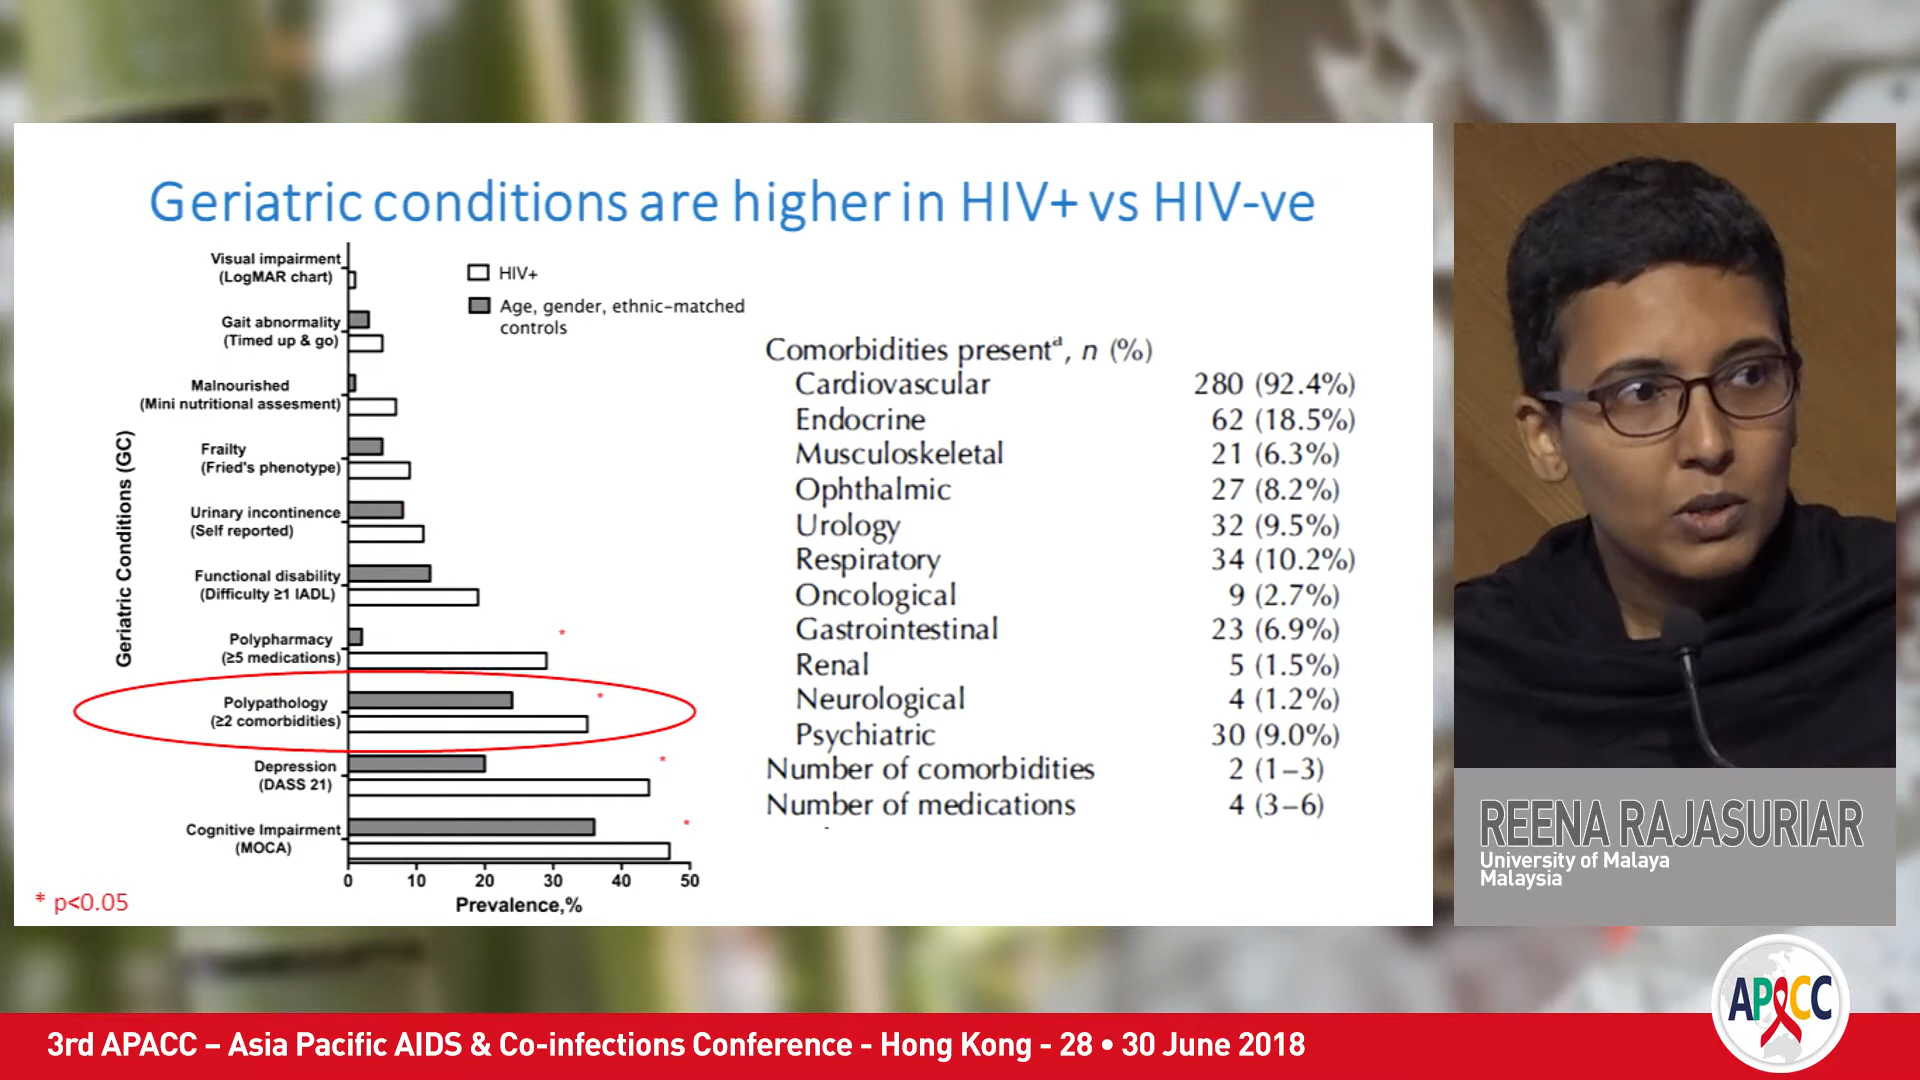 Geriatric conditions are higher in HIV+ vs HIV-ve
Geriatric Conditions (GC)
Visual impairment
(LogMAR chart)
Gait abnormality
(Timed up & go)
Malnourished
(Mini nutritional assesment)
Frailty
(Fried's phenotype)
Urinary incontinence
(Self reported)
Functional disability
(Difficulty ≥1 IADL)
Polypharmacy
(≥5 medications)
*
Polypathology
(≥2 comorbidities)
*
Depression
(DASS 21)
*
Cognitive Impairment
(MOCA)
*
0 10 20 30 40 50
Prevalence,%
* p<0.05
HIV+
Age, gender, ethnic-matched
controls
Comorbidities presentᵈ, n (%)
Cardiovascular 280 (92.4%)
Endocrine 62 (18.5%)
Musculoskeletal 21 (6.3%)
Ophthalmic 27 (8.2%)
Urology 32 (9.5%)
Respiratory 34 (10.2%)
Oncological 9 (2.7%)
Gastrointestinal 23 (6.9%)
Renal 5 (1.5%)
Neurological 4 (1.2%)
Psychiatric 30 (9.0%)
Number of comorbidities 2 (1–3)
Number of medications 4 (3–6)
REENA RAJASURIAR
University of Malaya
Malaysia
APACC
3rd APACC – Asia Pacific AIDS & Co-infections Conference - Hong Kong - 28 • 30 June 2018